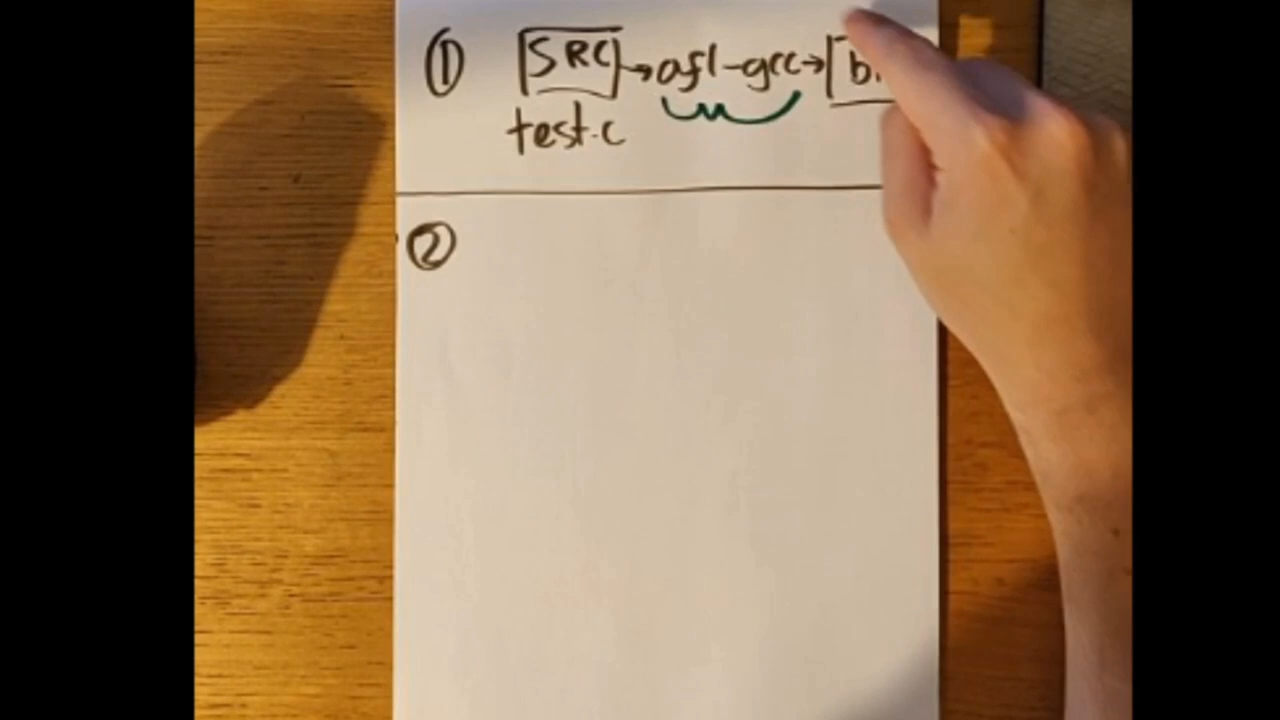 ① SRC → afl-gcc →
test.c
②